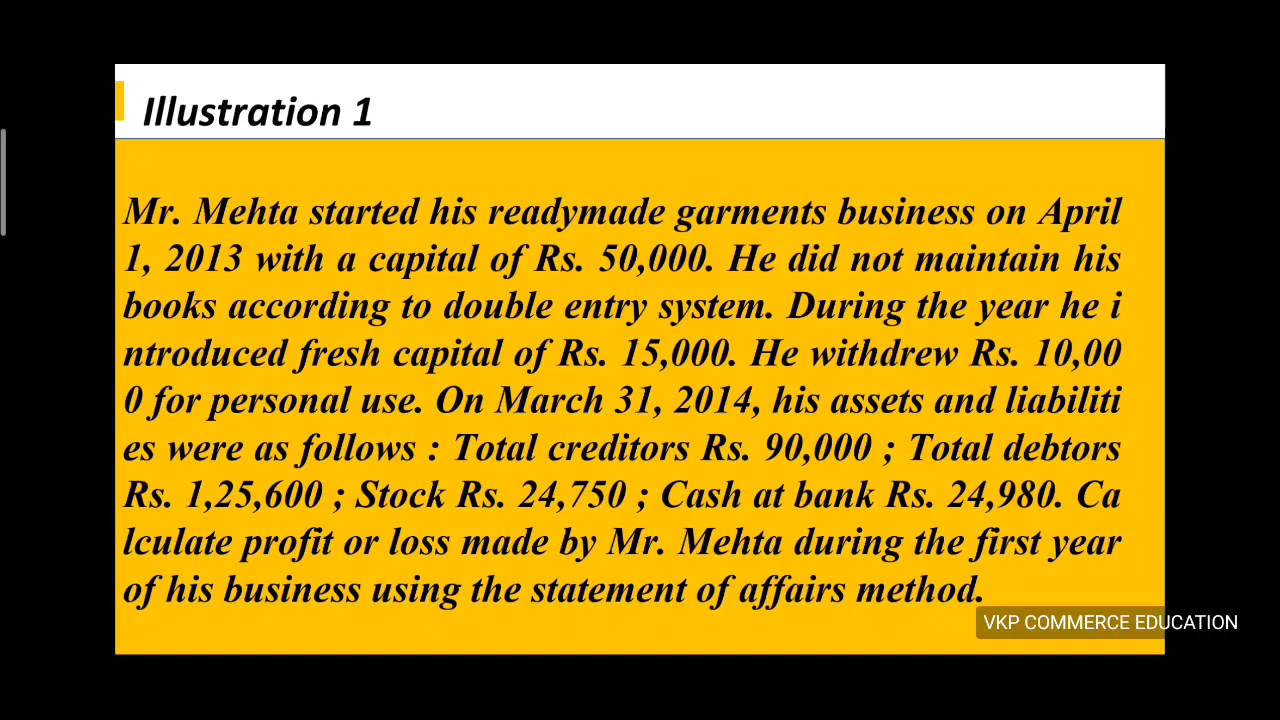 Illustration 1
Mr. Mehta started his readymade garments business on April
1, 2013 with a capital of Rs. 50,000. He did not maintain his
books according to double entry system. During the year he i
ntroduced fresh capital of Rs. 15,000. He withdrew Rs. 10,00
0 for personal use. On March 31, 2014, his assets and liabiliti
es were as follows : Total creditors Rs. 90,000 ; Total debtors
Rs. 1,25,600 ; Stock Rs. 24,750 ; Cash at bank Rs. 24,980. Ca
lculate profit or loss made by Mr. Mehta during the first year
of his business using the statement of affairs method.
VKP COMMERCE EDUCATION